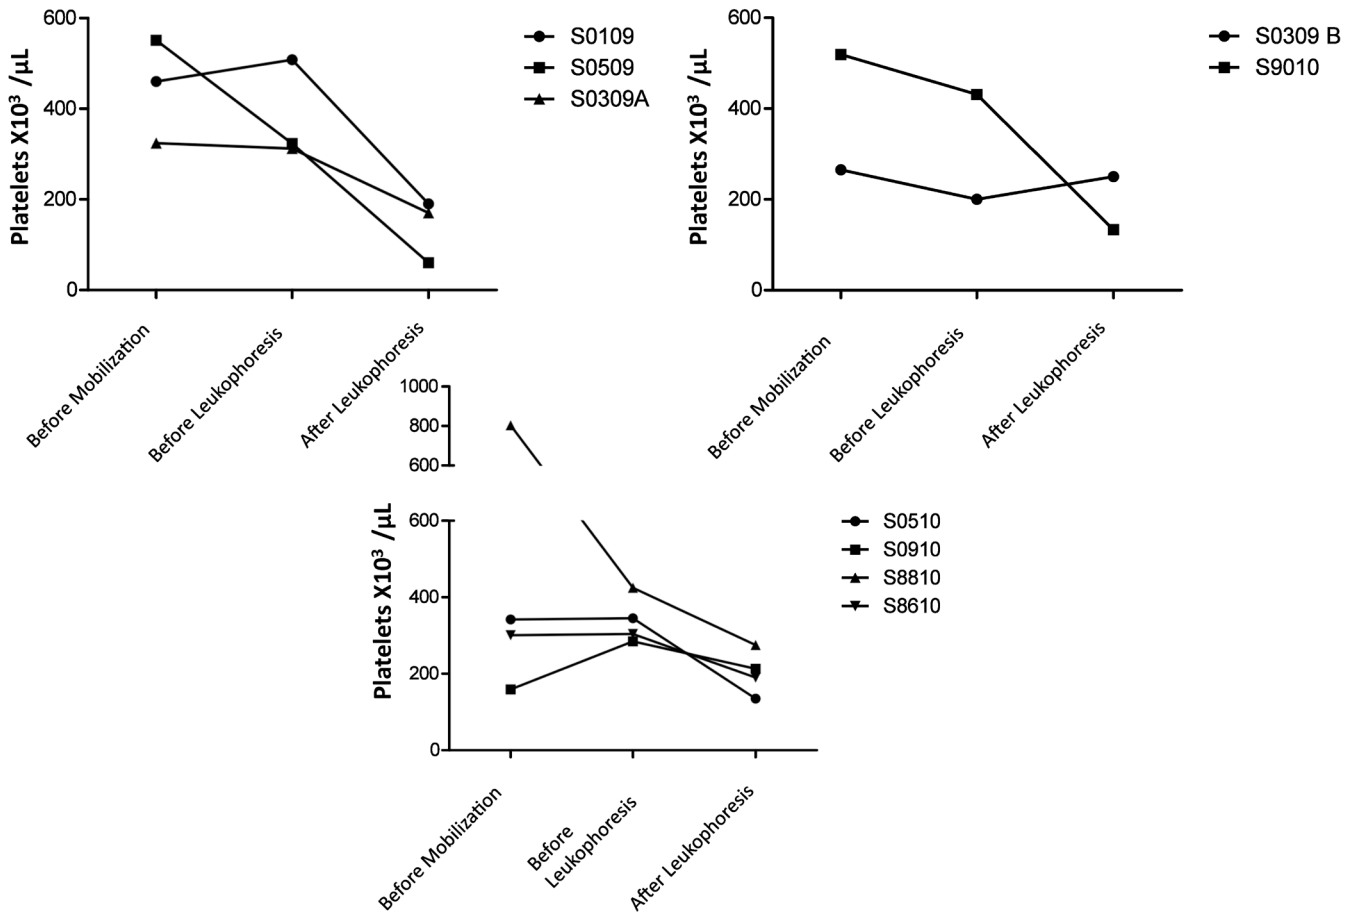 Platelets X10³ /µL
600
400
200
0
Before Mobilization
Before Leukophoresis
After Leukophoresis
S0109
S0509
S0309A
Platelets X10³ /µL
600
400
200
0
Before Mobilization
Before Leukophoresis
After Leukophoresis
S0309 B
S9010
Platelets X10³ /µL
1000
800
600
600
400
200
0
Before Mobilization
Before
Leukophoresis
After Leukophoresis
S0510
S0910
S8810
S8610